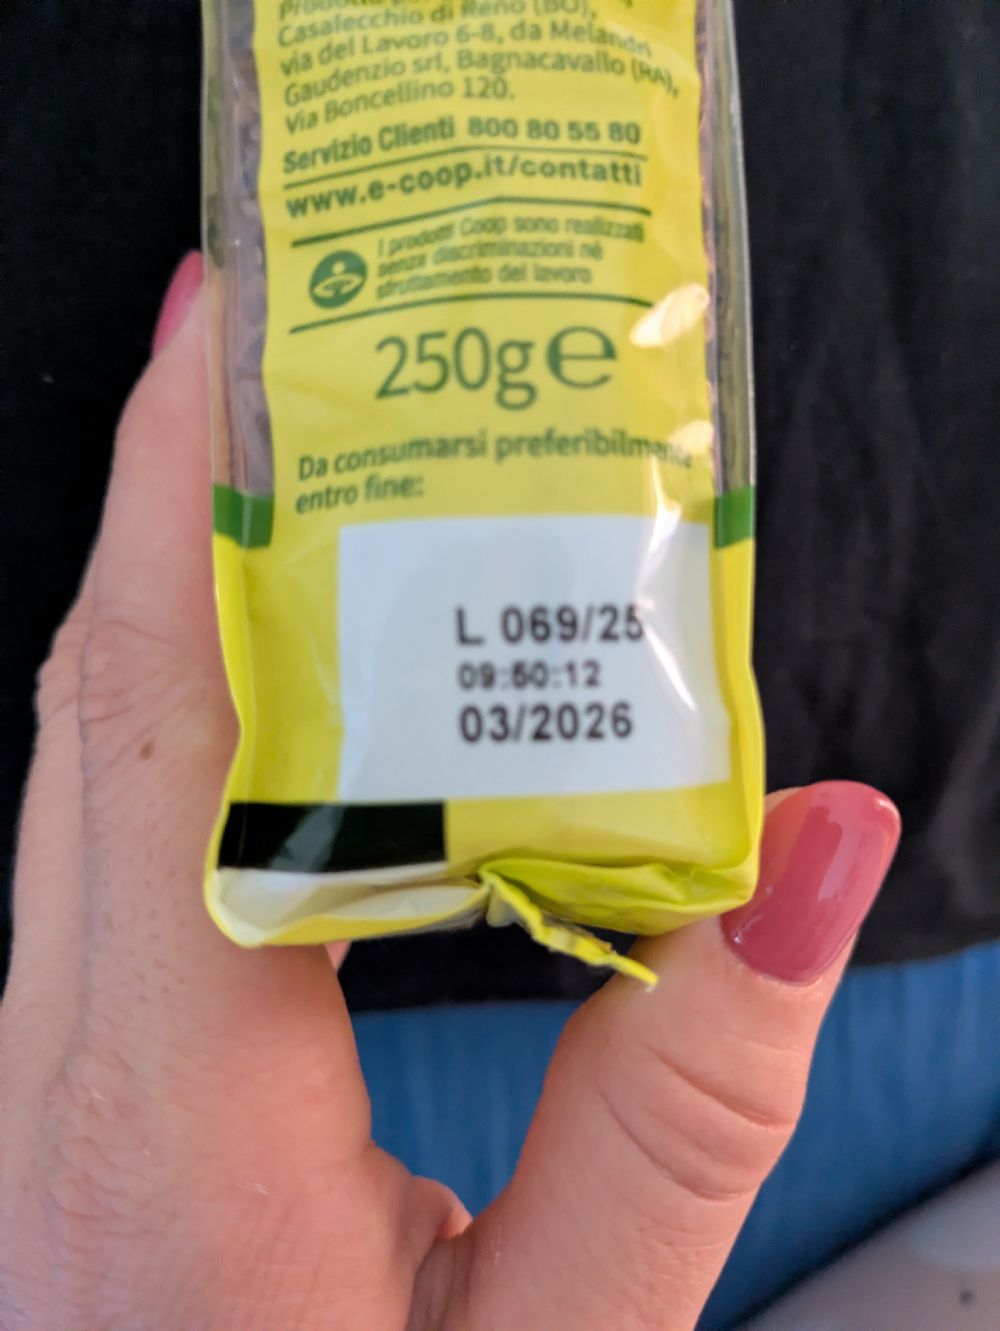 Casalecchio di Reno (BO),
via del Lavoro 6-8, da Melandri
Gaudenzio srl, Bagnacavallo (RA),
Via Boncellino 120.
Servizio Clienti 800 80 55 80
www.e-coop.it/contatti
I prodotti Coop sono realizzati
senza discriminazioni né
sfruttamento del lavoro
250g e
Da consumarsi preferibilmente
entro fine:
L 069/25
09:50:12
03/2026